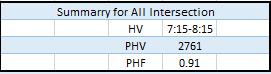 Summarry for All Intersection
HV 7:15-8:15
PHV 2761
PHF 0.91